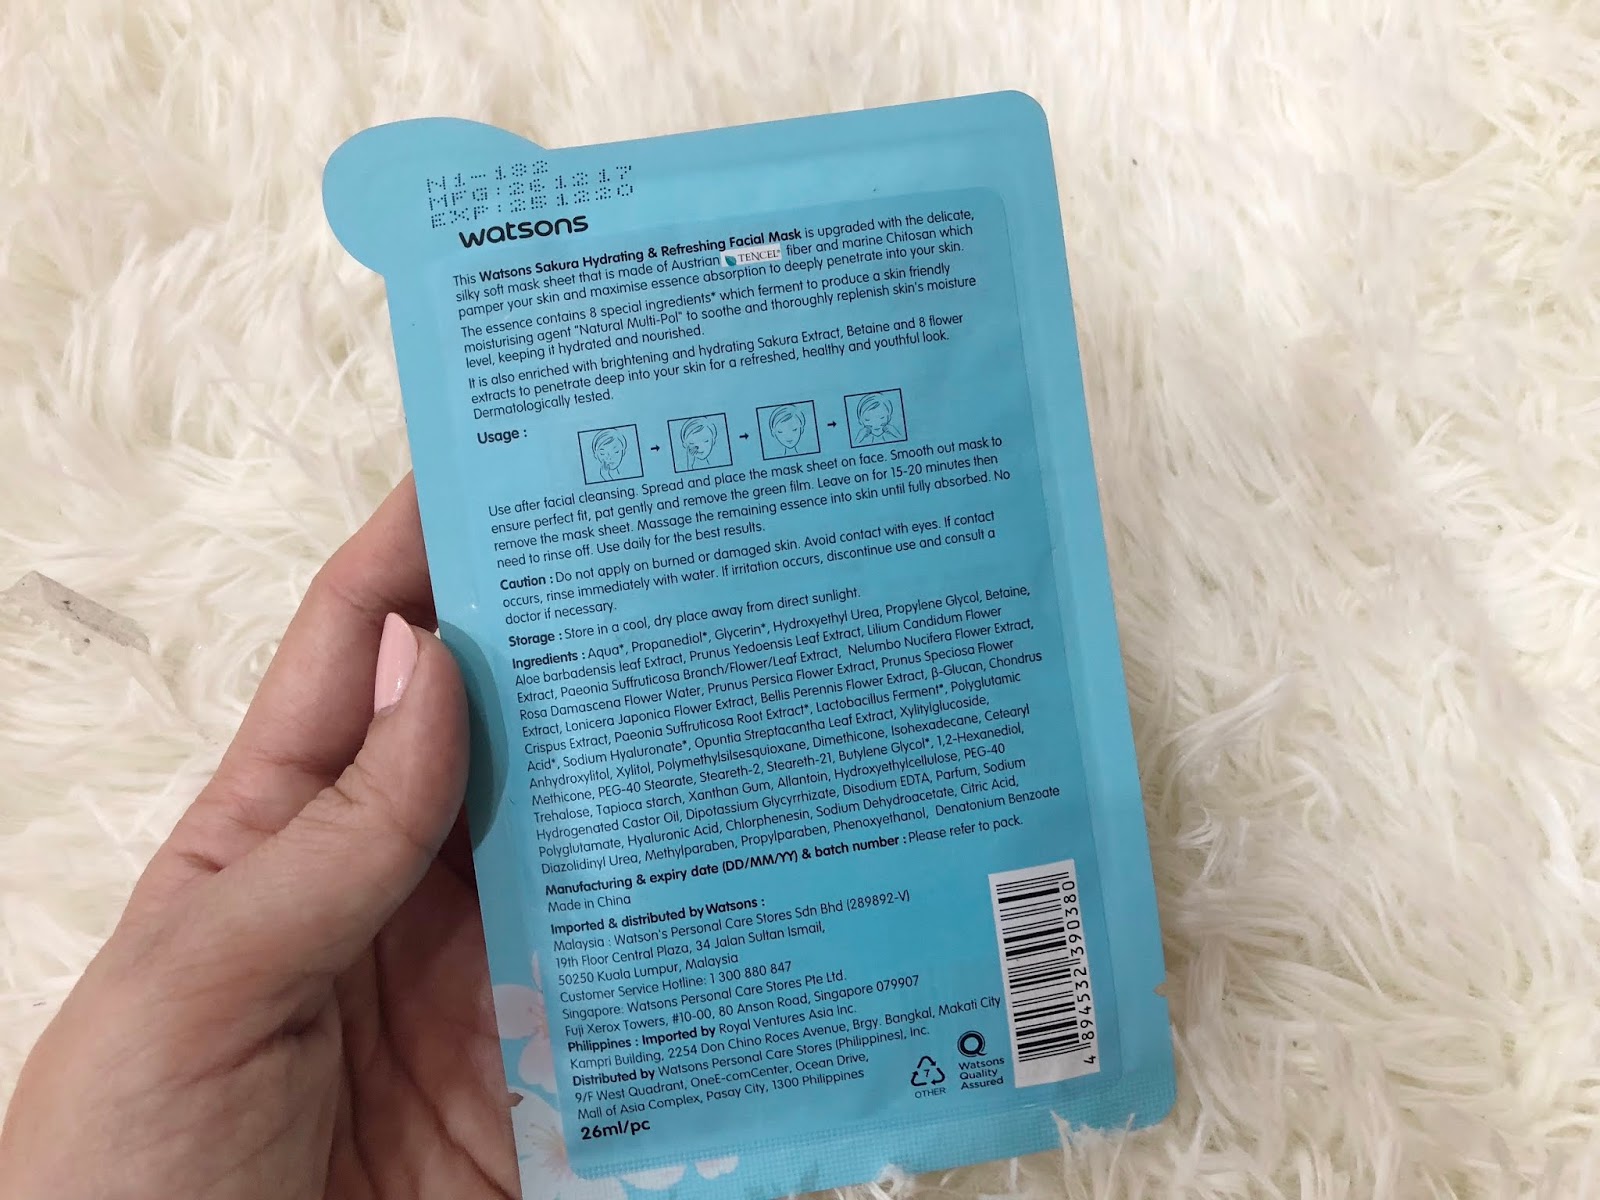 N1-192
MFG:26 12 17
EXP:25 12 20
watsons
This Watsons Sakura Hydrating & Refreshing Facial Mask is upgraded with the delicate,
silky soft mask sheet that is made of Austrian TENCEL® fiber and marine Chitosan which
pamper your skin and maximise essence absorption to deeply penetrate into your skin.
The essence contains 8 special ingredients* which ferment to produce a skin friendly
moisturising agent "Natural Multi-Pol" to soothe and thoroughly replenish skin's moisture
level, keeping it hydrated and nourished.
It is also enriched with brightening and hydrating Sakura Extract, Betaine and 8 flower
extracts to penetrate deep into your skin for a refreshed, healthy and youthful look.
Dermatologically tested.
Usage :
Use after facial cleansing. Spread and place the mask sheet on face. Smooth out mask to
ensure perfect fit, pat gently and remove the green film. Leave on for 15-20 minutes then
remove the mask sheet. Massage the remaining essence into skin until fully absorbed. No
need to rinse off. Use daily for the best results.
Caution : Do not apply on burned or damaged skin. Avoid contact with eyes. If contact
occurs, rinse immediately with water. If irritation occurs, discontinue use and consult a
doctor if necessary.
Storage : Store in a cool, dry place away from direct sunlight.
Ingredients : Aqua*, Propanediol*, Glycerin*, Hydroxyethyl Urea, Propylene Glycol, Betaine,
Aloe barbadensis leaf Extract, Prunus Yedoensis Leaf Extract, Lilium Candidum Flower
Extract, Paeonia Suffruticosa Branch/Flower/Leaf Extract, Nelumbo Nucifera Flower Extract,
Rosa Damascena Flower Water, Prunus Persica Flower Extract, Prunus Speciosa Flower
Extract, Lonicera Japonica Flower Extract, Bellis Perennis Flower Extract, β-Glucan, Chondrus
Crispus Extract, Paeonia Suffruticosa Root Extract*, Lactobacillus Ferment*, Polyglutamic
Acid*, Sodium Hyaluronate*, Opuntia Streptacantha Leaf Extract, Xylitylglucoside,
Anhydroxylitol, Xylitol, Polymethylsilsesquioxane, Dimethicone, Isohexadecane, Cetearyl
Methicone, PEG-40 Stearate, Steareth-2, Steareth-21, Butylene Glycol*, 1,2-Hexanediol,
Trehalose, Tapioca starch, Xanthan Gum, Allantoin, Hydroxyethylcellulose, PEG-40
Hydrogenated Castor Oil, Dipotassium Glycyrrhizate, Disodium EDTA, Parfum, Sodium
Polyglutamate, Hyaluronic Acid, Chlorphenesin, Sodium Dehydroacetate, Citric Acid,
Diazolidinyl Urea, Methylparaben, Propylparaben, Phenoxyethanol, Denatonium Benzoate
Manufacturing & expiry date (DD/MM/YY) & batch number : Please refer to pack.
Made in China
Imported & distributed by Watsons :
Malaysia : Watson's Personal Care Stores Sdn Bhd (289892-V)
19th Floor Central Plaza, 34 Jalan Sultan Ismail,
50250 Kuala Lumpur, Malaysia
Customer Service Hotline: 1 300 880 847
Singapore: Watsons Personal Care Stores Pte Ltd.
Fuji Xerox Towers, #10-00, 80 Anson Road, Singapore 079907
Philippines : Imported by Royal Ventures Asia Inc.
Kampri Building, 2254 Don Chino Roces Avenue, Brgy. Bangkal, Makati City
Distributed by Watsons Personal Care Stores (Philippines), Inc.
9/F West Quadrant, OneE-comCenter, Ocean Drive,
Mall of Asia Complex, Pasay City, 1300 Philippines
26ml/pc
7
OTHER
Q
Watsons
Quality
Assured
4 894532 390380